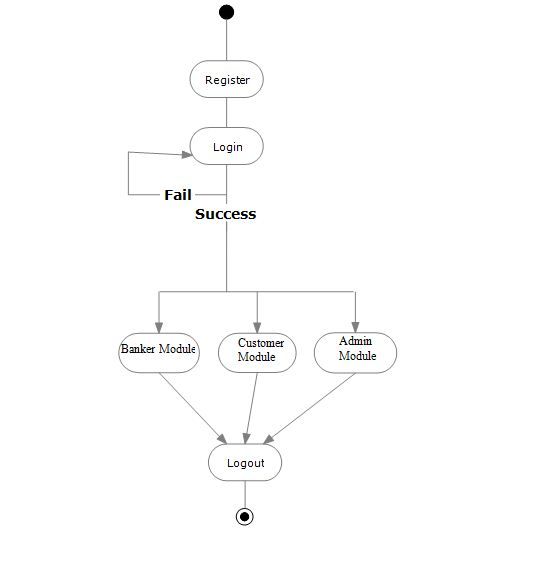 Register
Login
Fail
Success
Banker Module
Customer
Module
Admin
Module
Logout